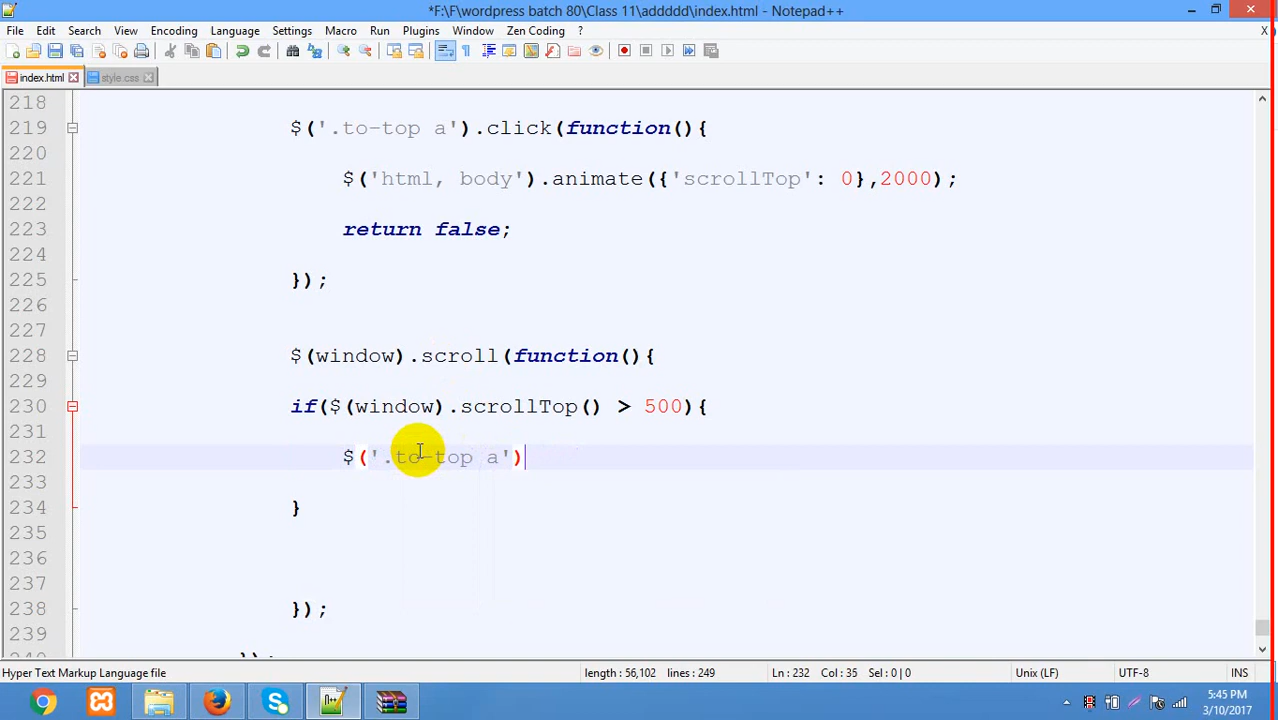 *F:\F\wordpress batch 80\Class 11\addddd\index.html - Notepad++
File Edit Search View Encoding Language Settings Macro Run Plugins Window Zen Coding ? X
index.html style.css
218
219 $('.to-top a').click(function(){
220
221 $('html, body').animate({'scrollTop': 0},2000);
222
223 return false;
224
225 });
226
227
228 $(window).scroll(function(){
229
230 if($(window).scrollTop() > 500){
231
232 $('.to-top a')
233
234 }
235
236
237
238 });
239
Hyper Text Markup Language file length : 56,102 lines : 249 Ln : 232 Col : 35 Sel : 0 | 0 Unix (LF) UTF-8 INS
5:45 PM
3/10/2017